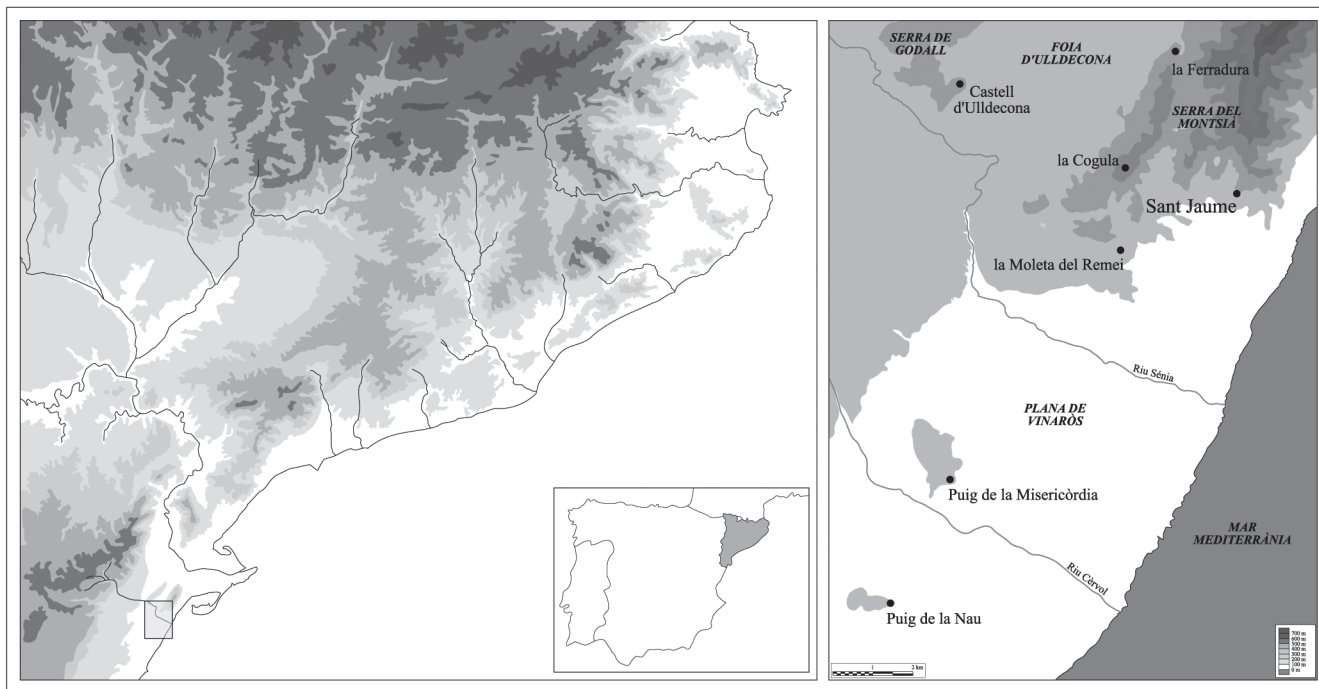 SERRA DE
GODALL
FOIA
D'ULLDECONA
la Ferradura
Castell
d'Ulldecona
SERRA DEL
MONTSIÀ
la Cogula
Sant Jaume
la Moleta del Remei
Riu Sénia
PLANA DE
VINARÒS
Puig de la Misericòrdia
MAR
MEDITERRÀNIA
Riu Cérvol
Puig de la Nau
1 2 km
700 m
600 m
500 m
400 m
300 m
200 m
100 m
0 m